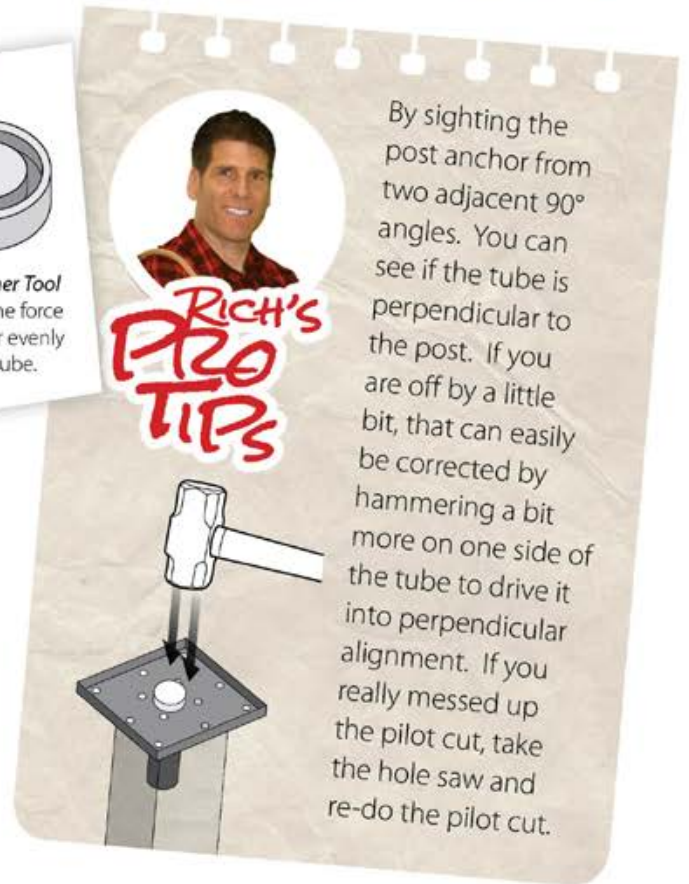 er Tool
he force
r evenly
ube.
RICH'S
PRO
TIPS
By sighting the
post anchor from
two adjacent 90°
angles. You can
see if the tube is
perpendicular to
the post. If you
are off by a little
bit, that can easily
be corrected by
hammering a bit
more on one side of
the tube to drive it
into perpendicular
alignment. If you
really messed up
the pilot cut, take
the hole saw and
re-do the pilot cut.